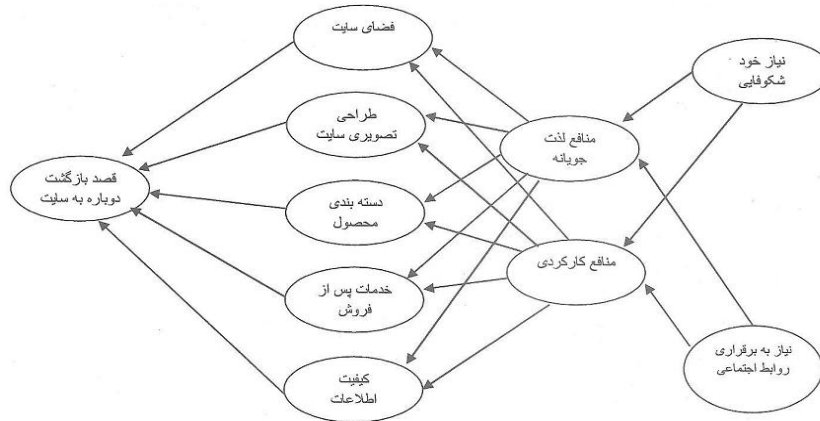 نیاز خود
شکوفایی
نیاز به برقراری
روابط اجتماعی
منافع لذت
جویانه
منافع کارکردی
فضای سایت
طراحی
تصویری سایت
دسته بندی
محصول
خدمات پس از
فروش
کیفیت
اطلاعات
قصد بازگشت
دوباره به سایت